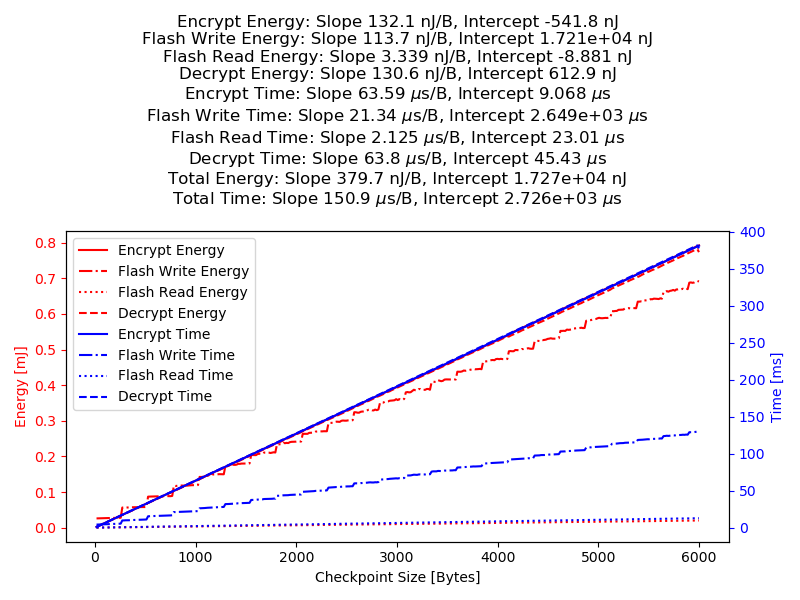 Encrypt Energy: Slope 132.1 nJ/B, Intercept -541.8 nJ
Flash Write Energy: Slope 113.7 nJ/B, Intercept 1.721e+04 nJ
Flash Read Energy: Slope 3.339 nJ/B, Intercept -8.881 nJ
Decrypt Energy: Slope 130.6 nJ/B, Intercept 612.9 nJ
Encrypt Time: Slope 63.59 μs/B, Intercept 9.068 μs
Flash Write Time: Slope 21.34 μs/B, Intercept 2.649e+03 μs
Flash Read Time: Slope 2.125 μs/B, Intercept 23.01 μs
Decrypt Time: Slope 63.8 μs/B, Intercept 45.43 μs
Total Energy: Slope 379.7 nJ/B, Intercept 1.727e+04 nJ
Total Time: Slope 150.9 μs/B, Intercept 2.726e+03 μs
Energy [mJ]
0.8
0.7
0.6
0.5
0.4
0.3
0.2
0.1
0.0
Encrypt Energy
Flash Write Energy
Flash Read Energy
Decrypt Energy
Encrypt Time
Flash Write Time
Flash Read Time
Decrypt Time
400
350
300
250
200
150
100
50
0
Time [ms]
0 1000 2000 3000 4000 5000 6000
Checkpoint Size [Bytes]